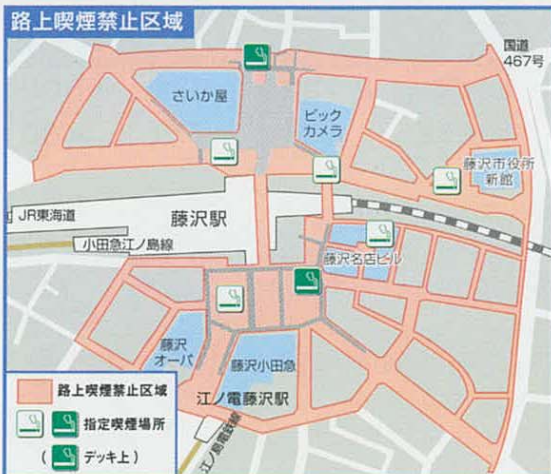 路上喫煙禁止区域
国道
467号
さいか屋
ビック
カメラ
藤沢市役所
新館
JR東海道
藤沢駅
小田急江ノ島線
藤沢名店ビル
藤沢
オーパ
藤沢小田急
江ノ電藤沢駅
江ノ島電鉄線
路上喫煙禁止区域
指定喫煙場所
( デッキ上 )